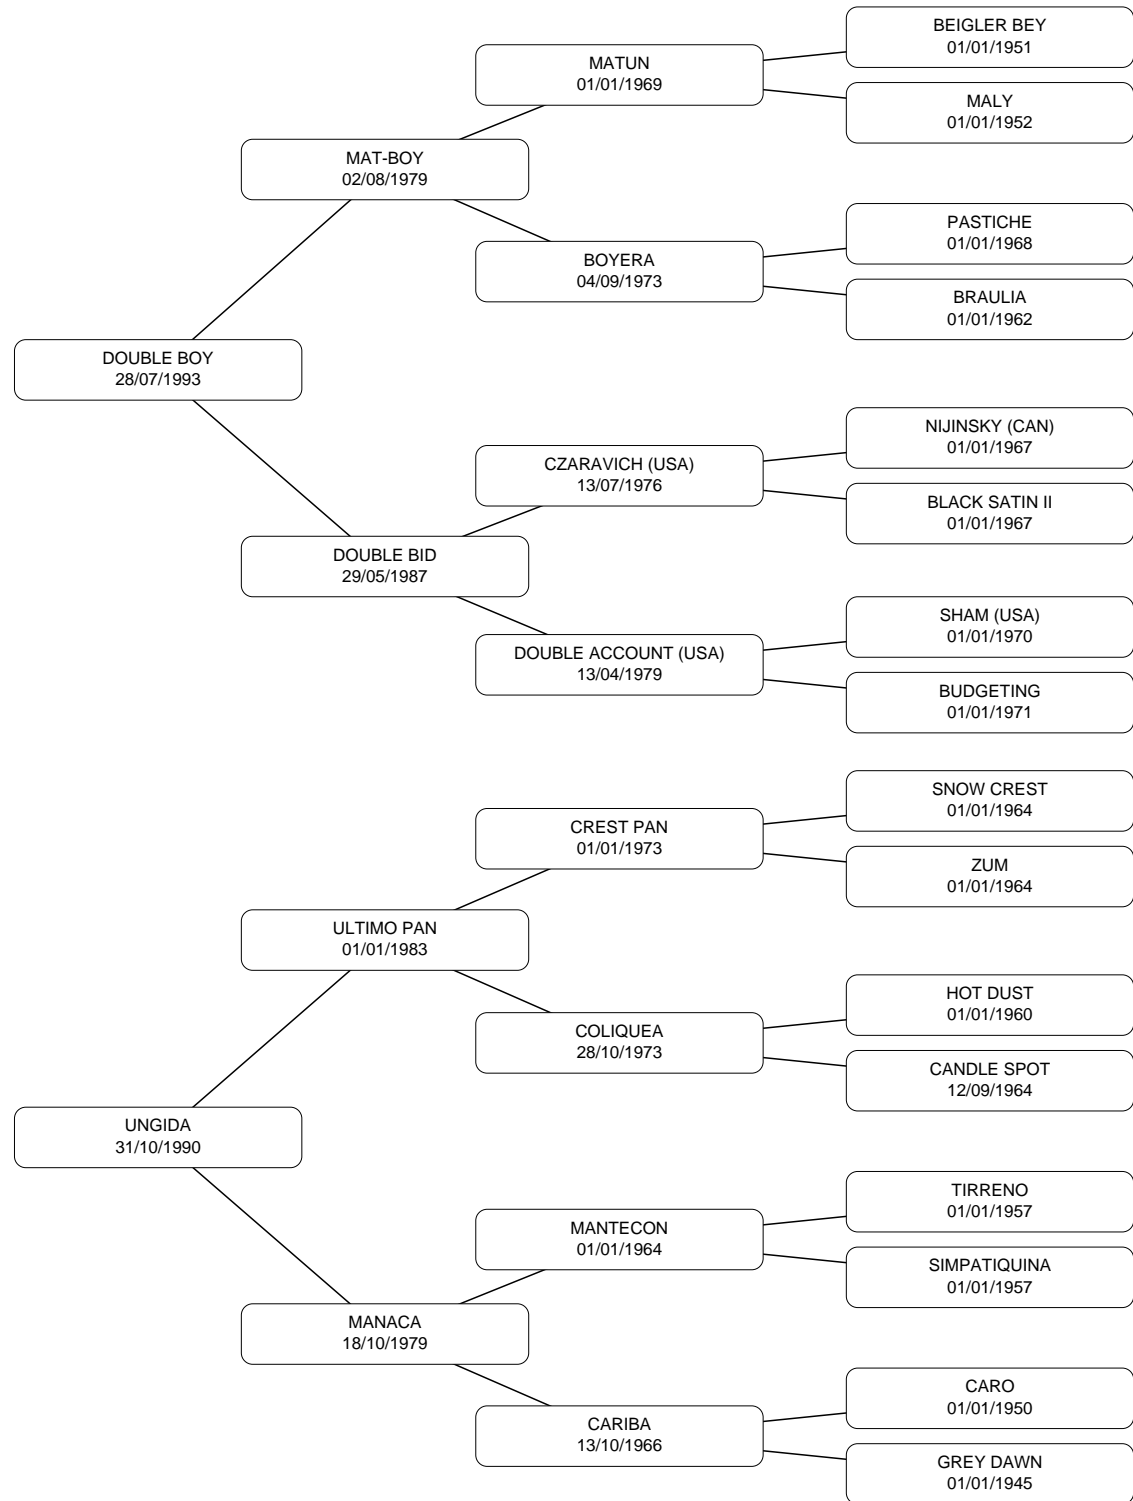 BEIGLER BEY
01/01/1951
MATUN
01/01/1969
MALY
01/01/1952
MAT-BOY
02/08/1979
PASTICHE
01/01/1968
BOYERA
04/09/1973
BRAULIA
01/01/1962
DOUBLE BOY
28/07/1993
NIJINSKY (CAN)
01/01/1967
CZARAVICH (USA)
13/07/1976
BLACK SATIN II
01/01/1967
DOUBLE BID
29/05/1987
SHAM (USA)
01/01/1970
DOUBLE ACCOUNT (USA)
13/04/1979
BUDGETING
01/01/1971
SNOW CREST
01/01/1964
CREST PAN
01/01/1973
ZUM
01/01/1964
ULTIMO PAN
01/01/1983
HOT DUST
01/01/1960
COLIQUEA
28/10/1973
CANDLE SPOT
12/09/1964
UNGIDA
31/10/1990
TIRRENO
01/01/1957
MANTECON
01/01/1964
SIMPATIQUINA
01/01/1957
MANACA
18/10/1979
CARO
01/01/1950
CARIBA
13/10/1966
GREY DAWN
01/01/1945